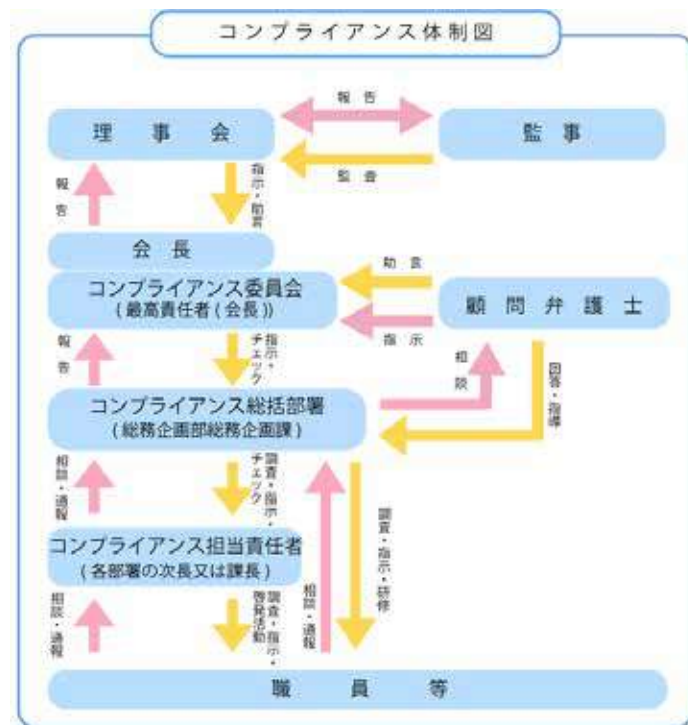 コンプライアンス体制図
報告
理事会
監事
監査
報告
指示・助言
会長
コンプライアンス委員会
(最高責任者(会長))
助言
指示
顧問弁護士
報告
指示・チェック
相談
回答・指導
コンプライアンス総括部署
(総務企画部総務企画課)
相談・通報
調査・指示・チェック
コンプライアンス担当責任者
(各部署の次長又は課長)
相談・通報
調査・指示・研修
相談・通報
調査・指示・啓発活動
職員等